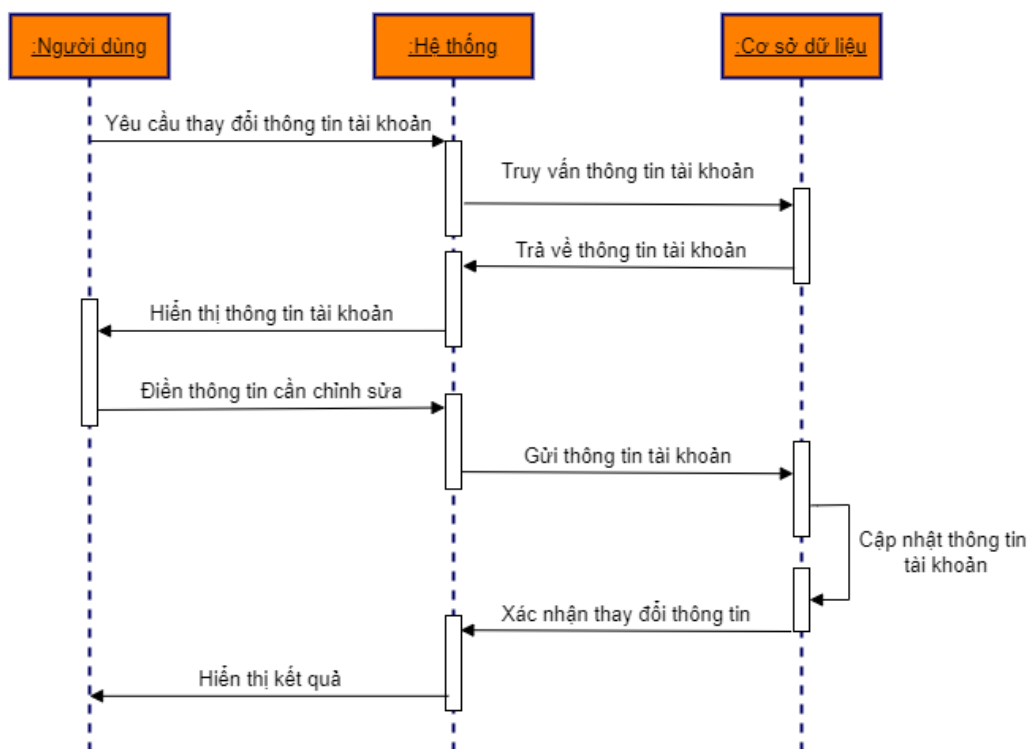 :Người dùng
:Hệ thống
:Cơ sở dữ liệu
Yêu cầu thay đổi thông tin tài khoản
Truy vấn thông tin tài khoản
Trả về thông tin tài khoản
Hiển thị thông tin tài khoản
Điền thông tin cần chỉnh sửa
Gửi thông tin tài khoản
Cập nhật thông tin
tài khoản
Xác nhận thay đổi thông tin
Hiển thị kết quả